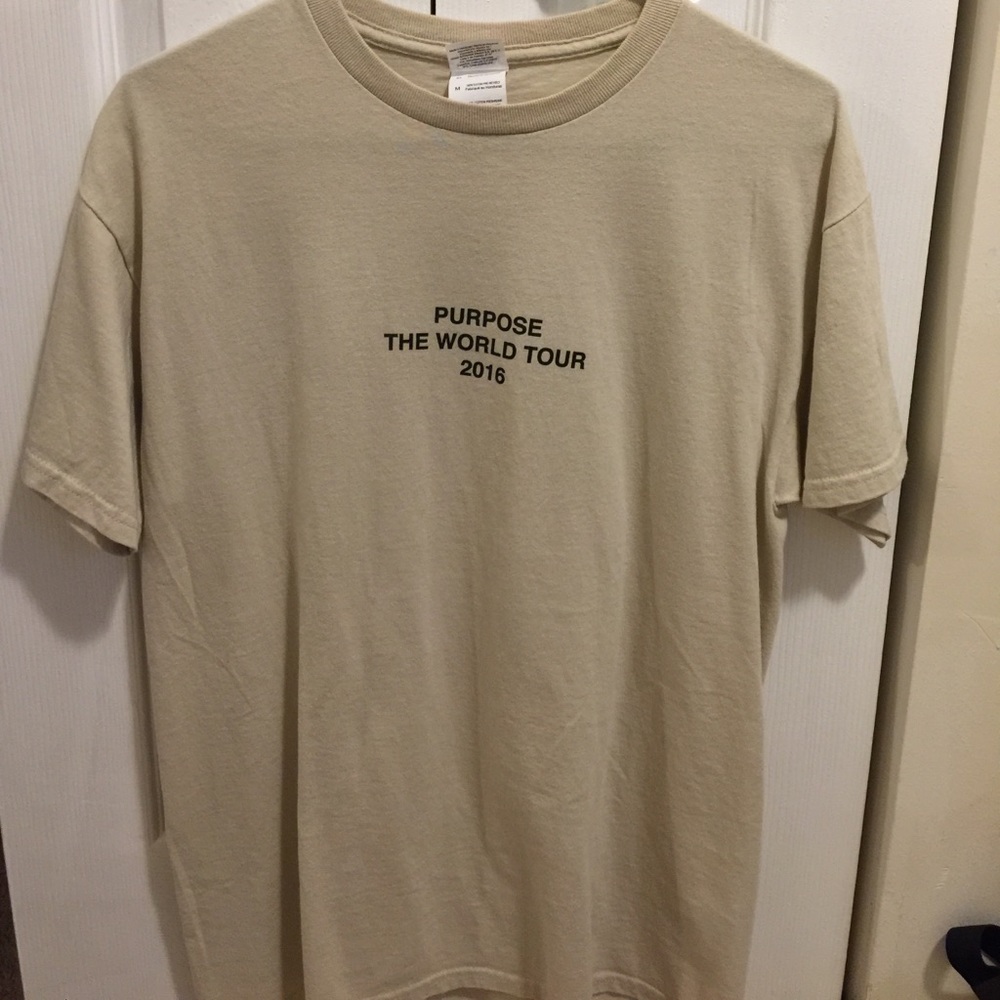 M
PURPOSE
THE WORLD TOUR
2016